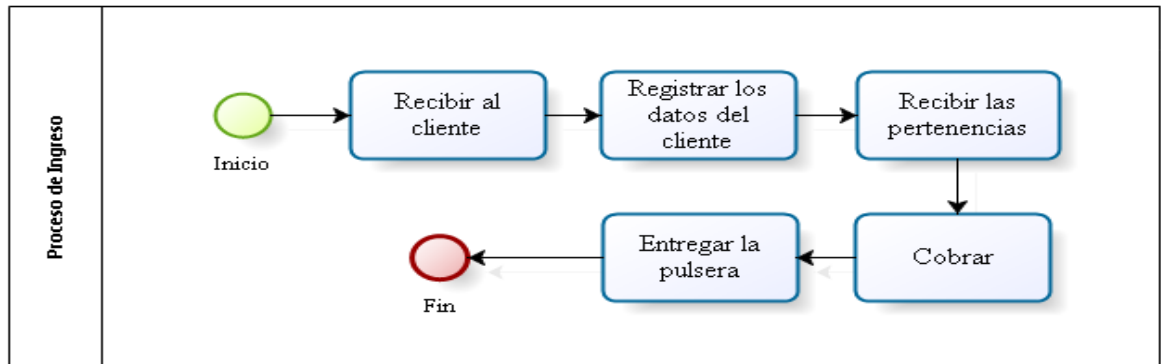 Proceso de Ingreso
Inicio
Recibir al
cliente
Registrar los
datos del
cliente
Recibir las
pertenencias
Cobrar
Entregar la
pulsera
Fin